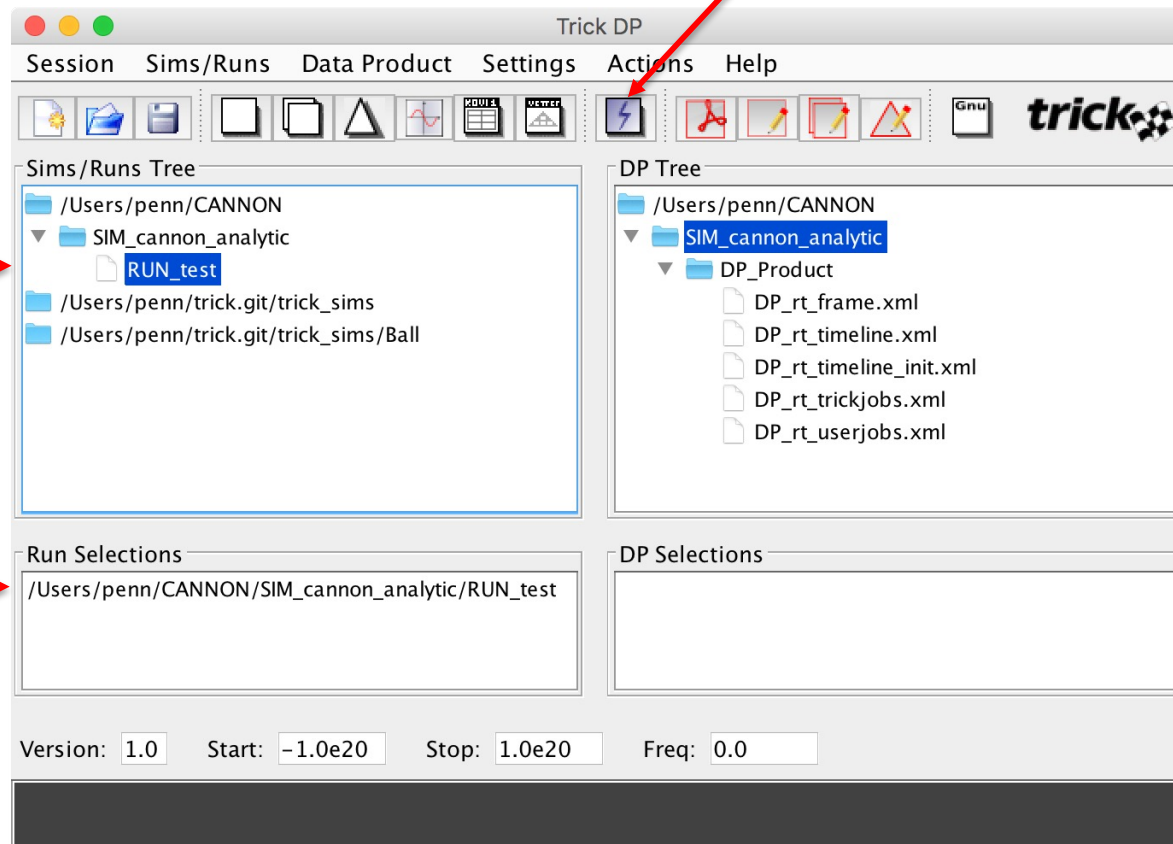 Trick DP
Session Sims/Runs Data Product Settings Actions Help
Gnu trick
Sims/Runs Tree
/Users/penn/CANNON
SIM_cannon_analytic
RUN_test
/Users/penn/trick.git/trick_sims
/Users/penn/trick.git/trick_sims/Ball
DP Tree
/Users/penn/CANNON
SIM_cannon_analytic
DP_Product
DP_rt_frame.xml
DP_rt_timeline.xml
DP_rt_timeline_init.xml
DP_rt_trickjobs.xml
DP_rt_userjobs.xml
Run Selections
/Users/penn/CANNON/SIM_cannon_analytic/RUN_test
DP Selections
Version: 1.0 Start: -1.0e20 Stop: 1.0e20 Freq: 0.0